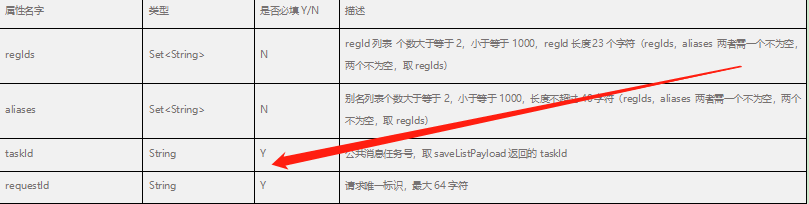 属性名字 类型 是否必填 Y/N 描述
regId 列表 个数大于等于 2，小于等于 1000，regId 长度 23 个字符（regIds，aliases 两者需一个不为空，
regIds Set<String> N
两个不为空，取 regIds）
别名列表个数大于等于 2，小于等于 1000，长度不超过 40 字符（regIds，aliases 两者需一个不为空，两个
aliases Set<String> N
不为空，取 regIds）
taskId String Y 公共消息任务号，取 saveListPayload 返回的 taskId
requestId String Y 请求唯一标识，最大 64 字符